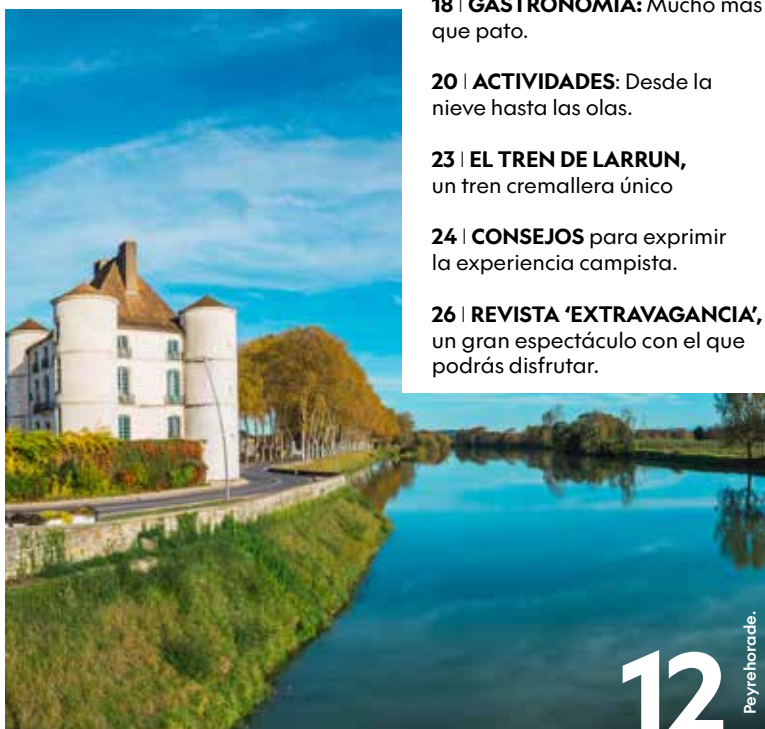 18 | GASTRONOMÍA: Mucho más
que pato.
20 | ACTIVIDADES: Desde la
nieve hasta las olas.
23 | EL TREN DE LARRUN,
un tren cremallera único
24 | CONSEJOS para exprimir
la experiencia campista.
26 | REVISTA ‘EXTRAVAGANCIA’,
un gran espectáculo con el que
podrás disfrutar.
12
Peyrehorade.